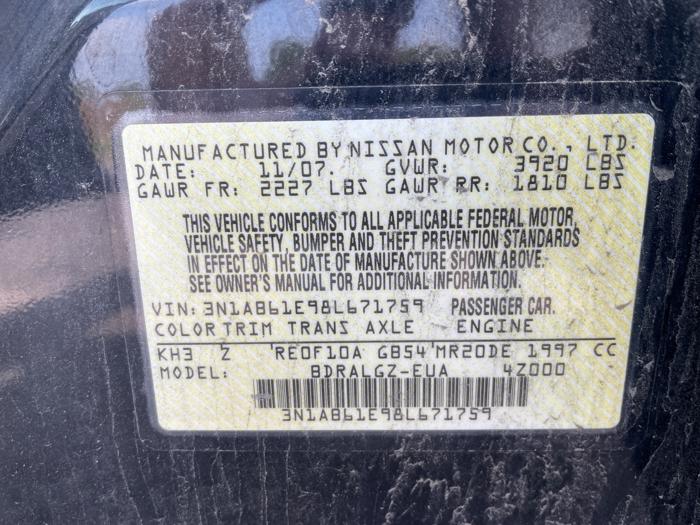 MANUFACTURED BY NISSAN MOTOR CO., LTD.
DATE: 11/07. GVWR: 3920 LBS
GAWR FR: 2227 LBS GAWR RR: 1810 LBS
THIS VEHICLE CONFORMS TO ALL APPLICABLE FEDERAL MOTOR
VEHICLE SAFETY, BUMPER AND THEFT PREVENTION STANDARDS
IN EFFECT ON THE DATE OF MANUFACTURE SHOWN ABOVE.
SEE OWNER'S MANUAL FOR ADDITIONAL INFORMATION.
VIN: 3N1AB61E98L671759 PASSENGER CAR.
COLOR TRIM TRANS AXLE ENGINE
KH3 Z RE0F10A GB54 MR20DE 1997 CC
MODEL: BDRALGZ-EUA 4Z000
3N1AB61E98L671759